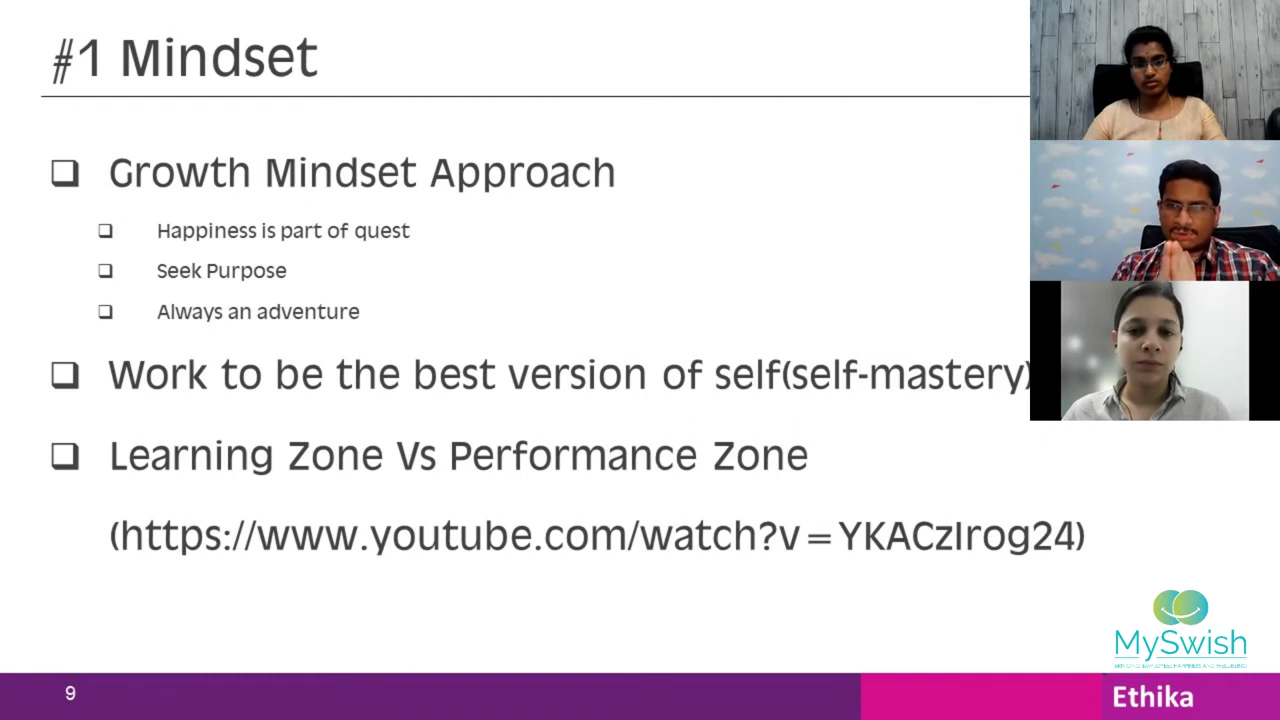 #1 Mindset
❑ Growth Mindset Approach
❑ Happiness is part of quest
❑ Seek Purpose
❑ Always an adventure
❑ Work to be the best version of self(self-mastery)
❑ Learning Zone Vs Performance Zone
(https://www.youtube.com/watch?v=YKACzIrog24)
MySwish
9
Ethika